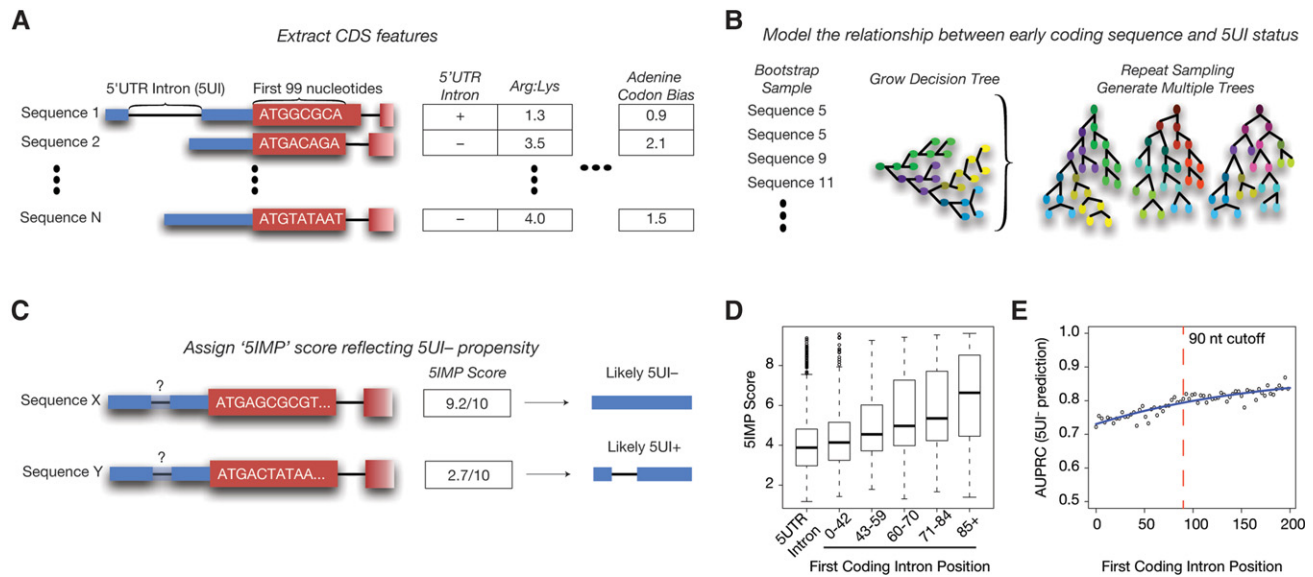 A
Extract CDS features
5'UTR Intron (5UI)
First 99 nucleotides
5'UTR
Intron
Arg:Lys
Adenine
Codon Bias
Sequence 1
ATGGCGCA
+
1.3
0.9
Sequence 2
ATGACAGA
–
3.5
2.1
Sequence N
ATGTATAAT
–
4.0
1.5
B
Model the relationship between early coding sequence and 5UI status
Bootstrap
Sample
Grow Decision Tree
Repeat Sampling
Generate Multiple Trees
Sequence 5
Sequence 5
Sequence 9
Sequence 11
C
Assign '5IMP' score reflecting 5UI– propensity
5IMP Score
Sequence X
?
ATGAGCGCGT...
9.2/10
Likely 5UI–
Sequence Y
?
ATGACTATAA...
2.7/10
Likely 5UI+
D
5IMP Score
8
6
4
2
5UTR
Intron
0-42
43-59
60-70
71-84
85+
First Coding Intron Position
E
AUPRC (5UI- prediction)
1.0
0.9
0.8
0.7
0.6
0.5
90 nt cutoff
0
50
100
150
200
First Coding Intron Position